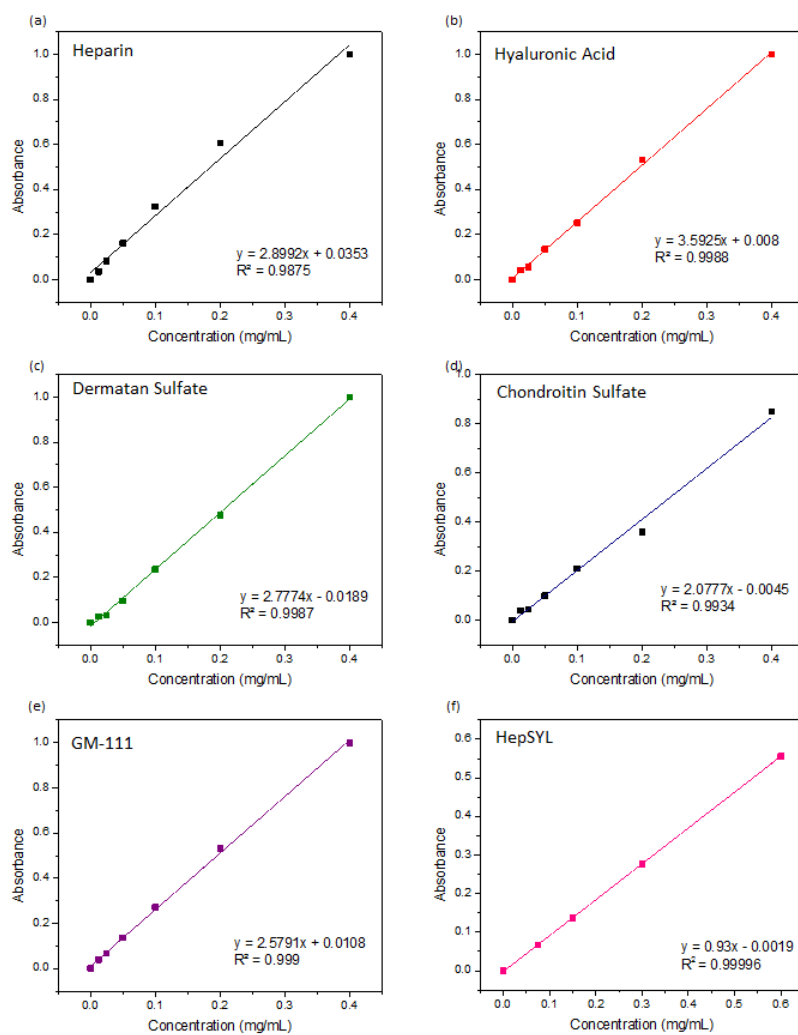 (a)
Heparin
1.0
0.8
0.6
0.4
0.2
0.0
Absorbance
y = 2.8992x + 0.0353
R² = 0.9875
0.0 0.1 0.2 0.3 0.4
Concentration (mg/mL)
(b)
Hyaluronic Acid
1.0
0.8
0.6
0.4
0.2
0.0
Absorbance
y = 3.5925x + 0.008
R² = 0.9988
0.0 0.1 0.2 0.3 0.4
Concentration (mg/mL)
(c)
Dermatan Sulfate
1.0
0.8
0.6
0.4
0.2
0.0
Absorbance
y = 2.7774x - 0.0189
R² = 0.9987
0.0 0.1 0.2 0.3 0.4
Concentration (mg/mL)
(d)
Chondroitin Sulfate
1.0
0.8
0.6
0.4
0.2
0.0
Absorbance
y = 2.0777x - 0.0045
R² = 0.9934
0.0 0.1 0.2 0.3 0.4
Concentration (mg/mL)
(e)
GM-111
1.0
0.8
0.6
0.4
0.2
0.0
Absorbance
y = 2.5791x + 0.0108
R² = 0.999
0.0 0.1 0.2 0.3 0.4
Concentration (mg/mL)
(f)
HepSYL
0.6
0.5
0.4
0.3
0.2
0.1
0.0
Absorbance
y = 0.93x - 0.0019
R² = 0.99996
0.0 0.1 0.2 0.3 0.4 0.5 0.6
Concentration (mg/mL)